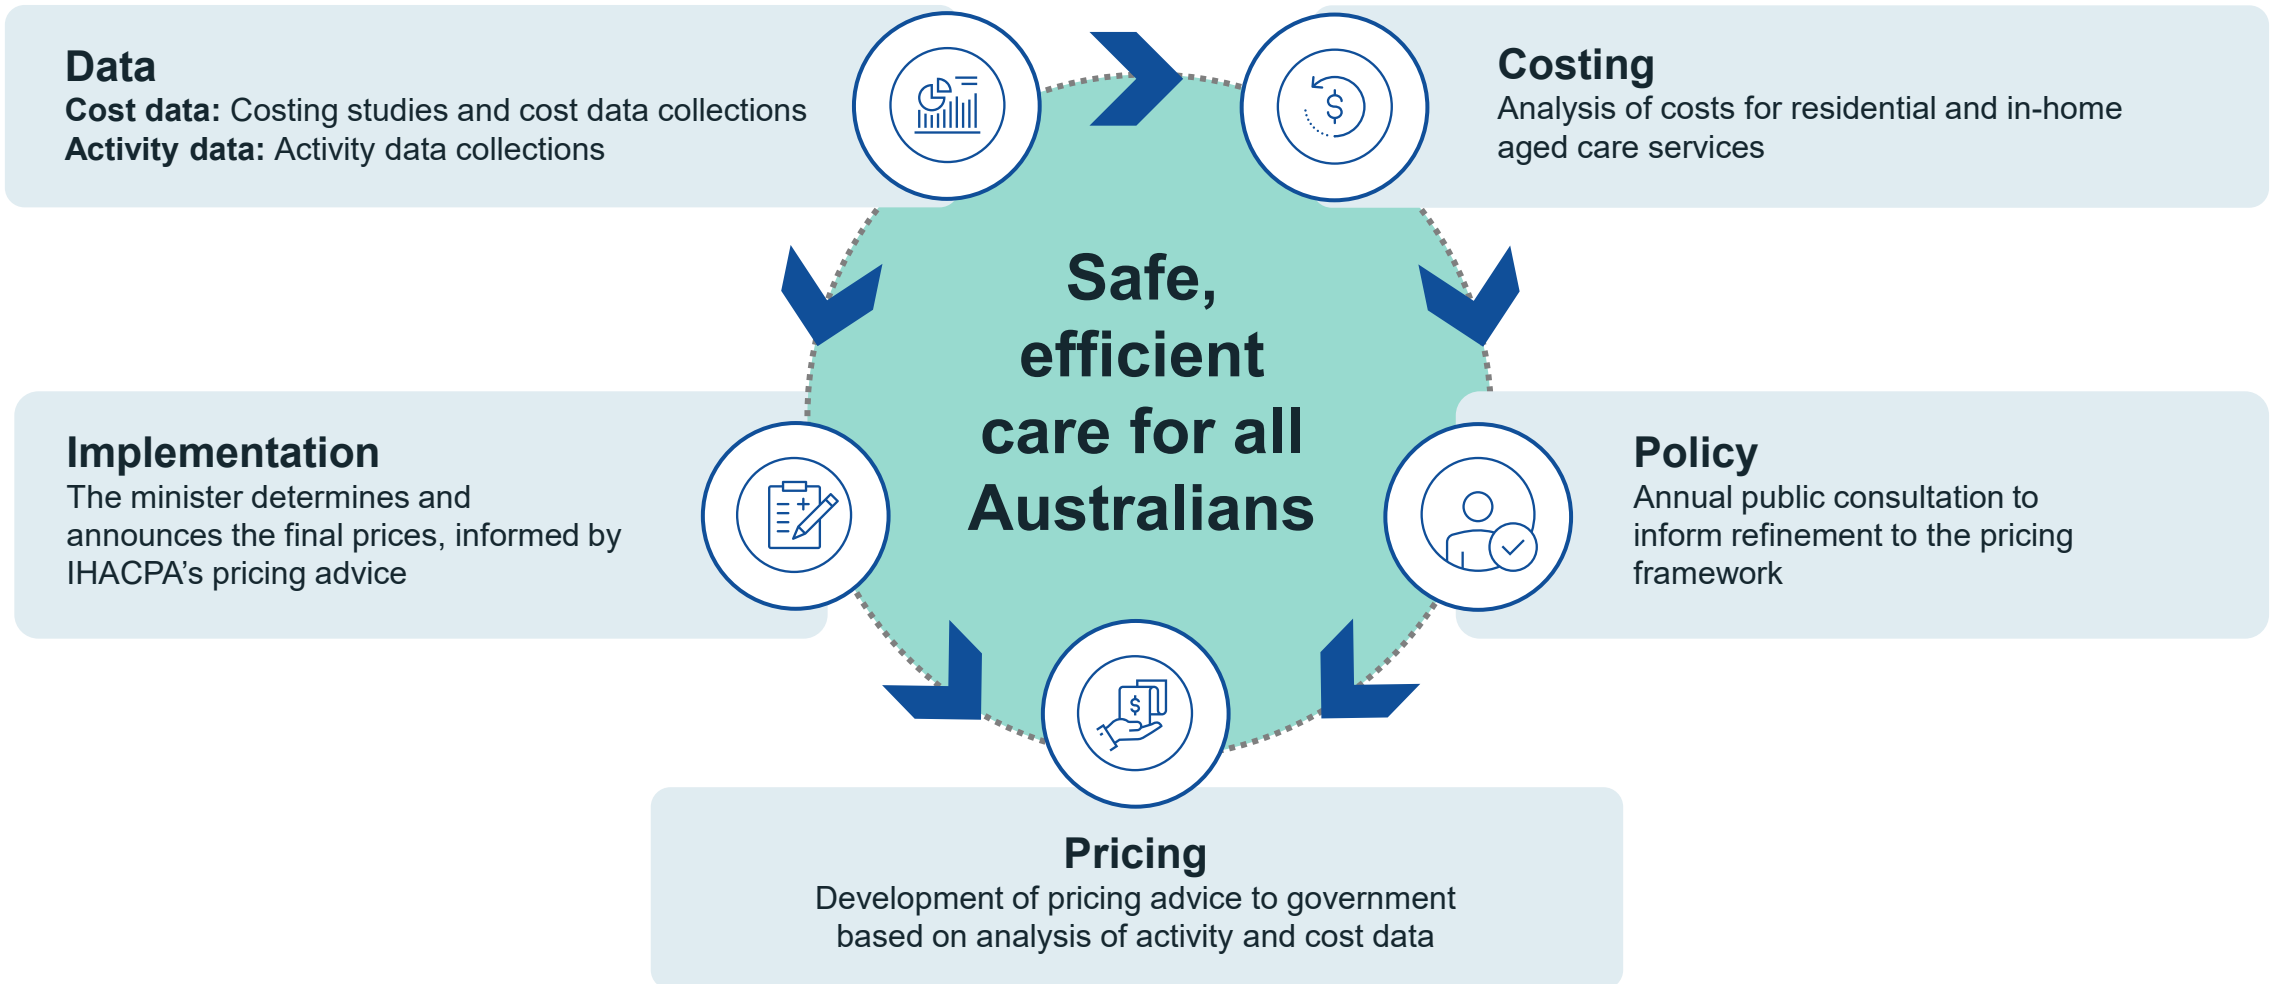 Data
Cost data: Costing studies and cost data collections
Activity data: Activity data collections
Costing
Analysis of costs for residential and in-home
aged care services
Safe,
efficient
care for all
Australians
Implementation
The minister determines and
announces the final prices, informed by
IHACPA’s pricing advice
Policy
Annual public consultation to
inform refinement to the pricing
framework
Pricing
Development of pricing advice to government
based on analysis of activity and cost data